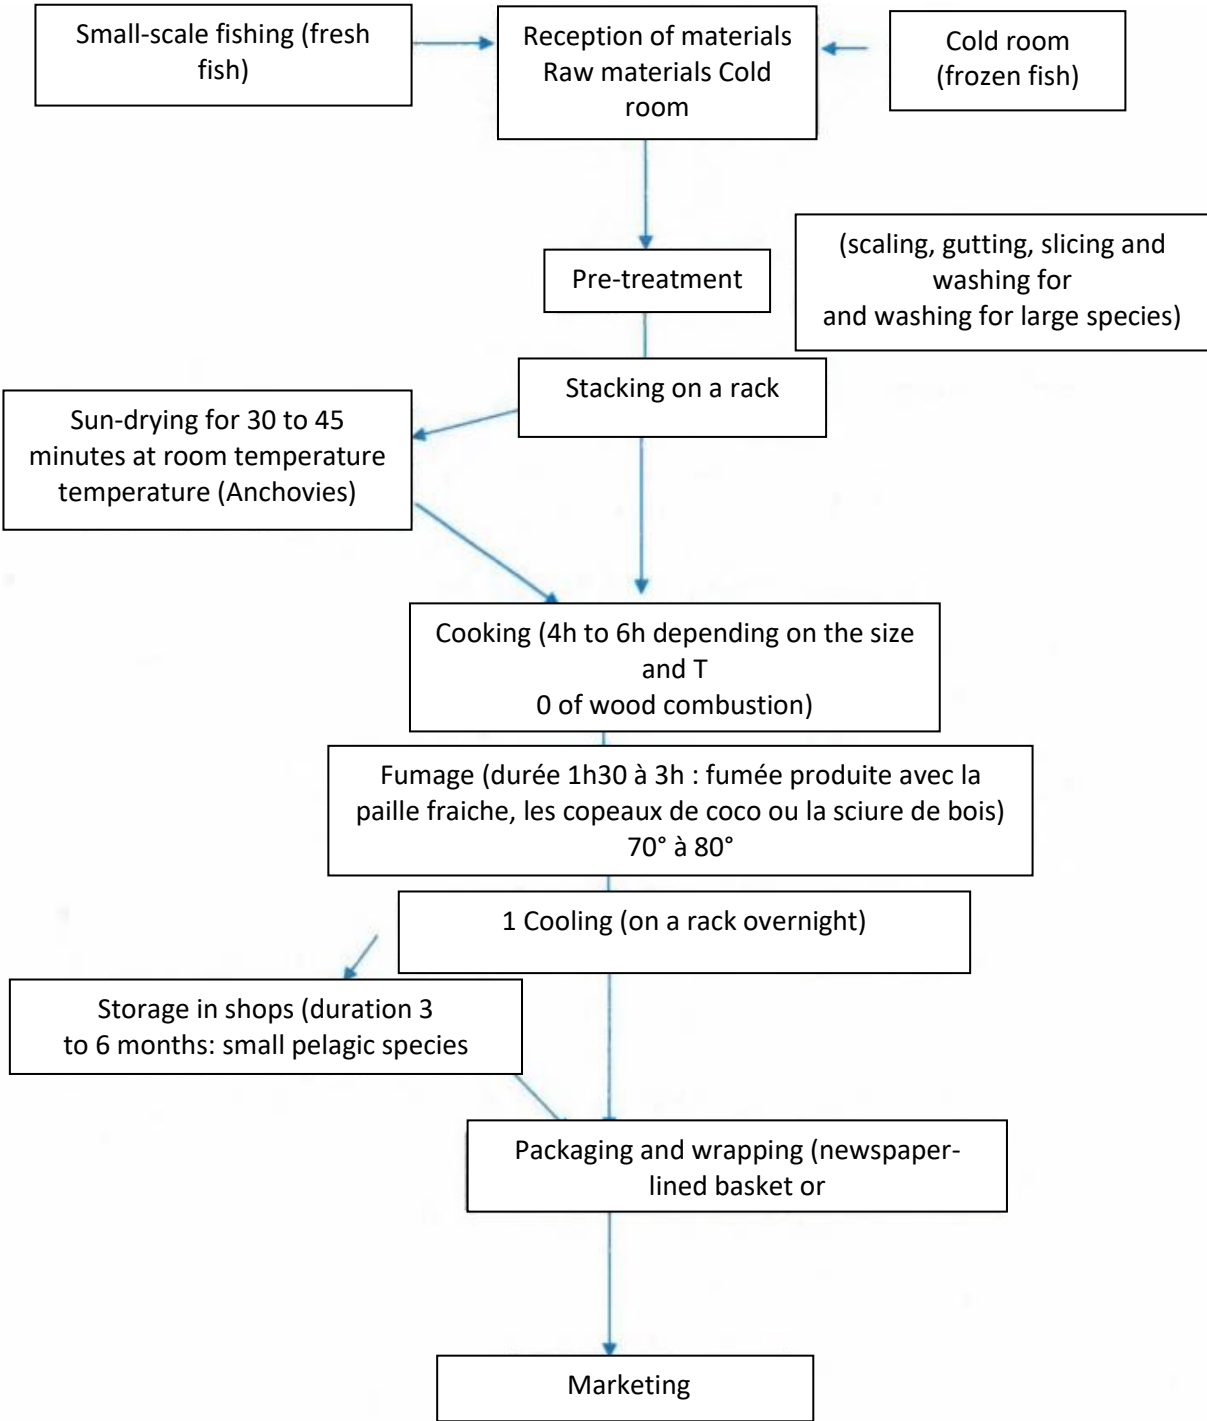 Small-scale fishing (fresh
fish)
Reception of materials
Raw materials Cold
room
Cold room
(frozen fish)
Pre-treatment
(scaling, gutting, slicing and
washing for
and washing for large species)
Stacking on a rack
Sun-drying for 30 to 45
minutes at room temperature
temperature (Anchovies)
Cooking (4h to 6h depending on the size
and T
0 of wood combustion)
Fumage (durée 1h30 à 3h : fumée produite avec la
paille fraiche, les copeaux de coco ou la sciure de bois)
70° à 80°
1 Cooling (on a rack overnight)
Storage in shops (duration 3
to 6 months: small pelagic species
Packaging and wrapping (newspaper-
lined basket or
Marketing